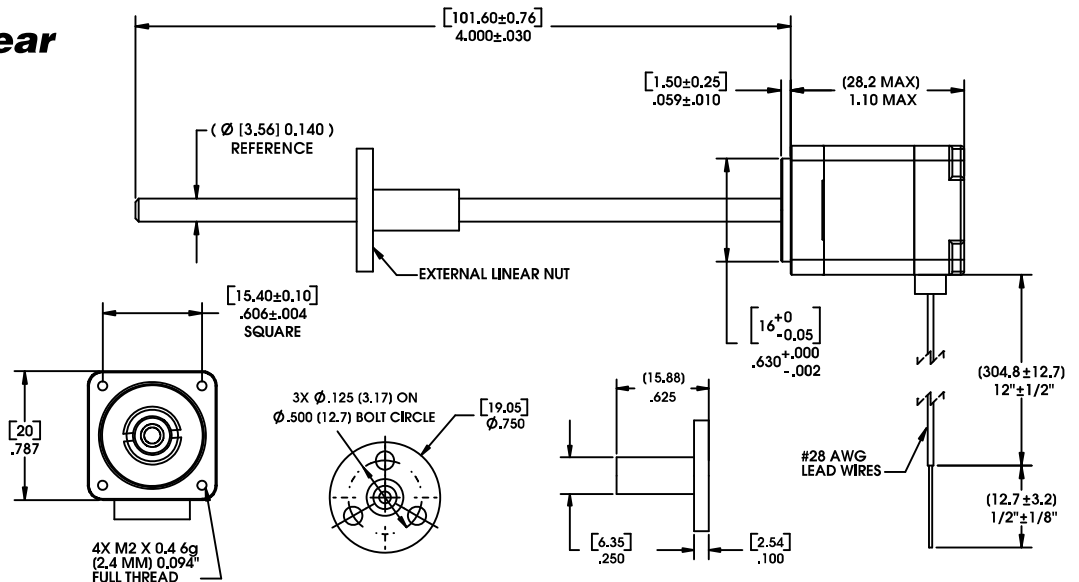 ear
[101.60±0.76]
4.000±.030
[1.50±0.25]
.059±.010
(28.2 MAX)
1.10 MAX
( Ø [3.56] 0.140 )
REFERENCE
EXTERNAL LINEAR NUT
[15.40±0.10]
.606±.004
SQUARE
[16 +0 -0.05]
.630 +.000 -.002
[20]
.787
3X Ø.125 (3.17) ON
Ø.500 (12.7) BOLT CIRCLE
[19.05]
Ø.750
(15.88)
.625
(304.8±12.7)
12"±1/2"
#28 AWG
LEAD WIRES
(12.7±3.2)
1/2"±1/8"
4X M2 X 0.4 6g
(2.4 MM) 0.094"
FULL THREAD
[6.35]
.250
[2.54]
.100